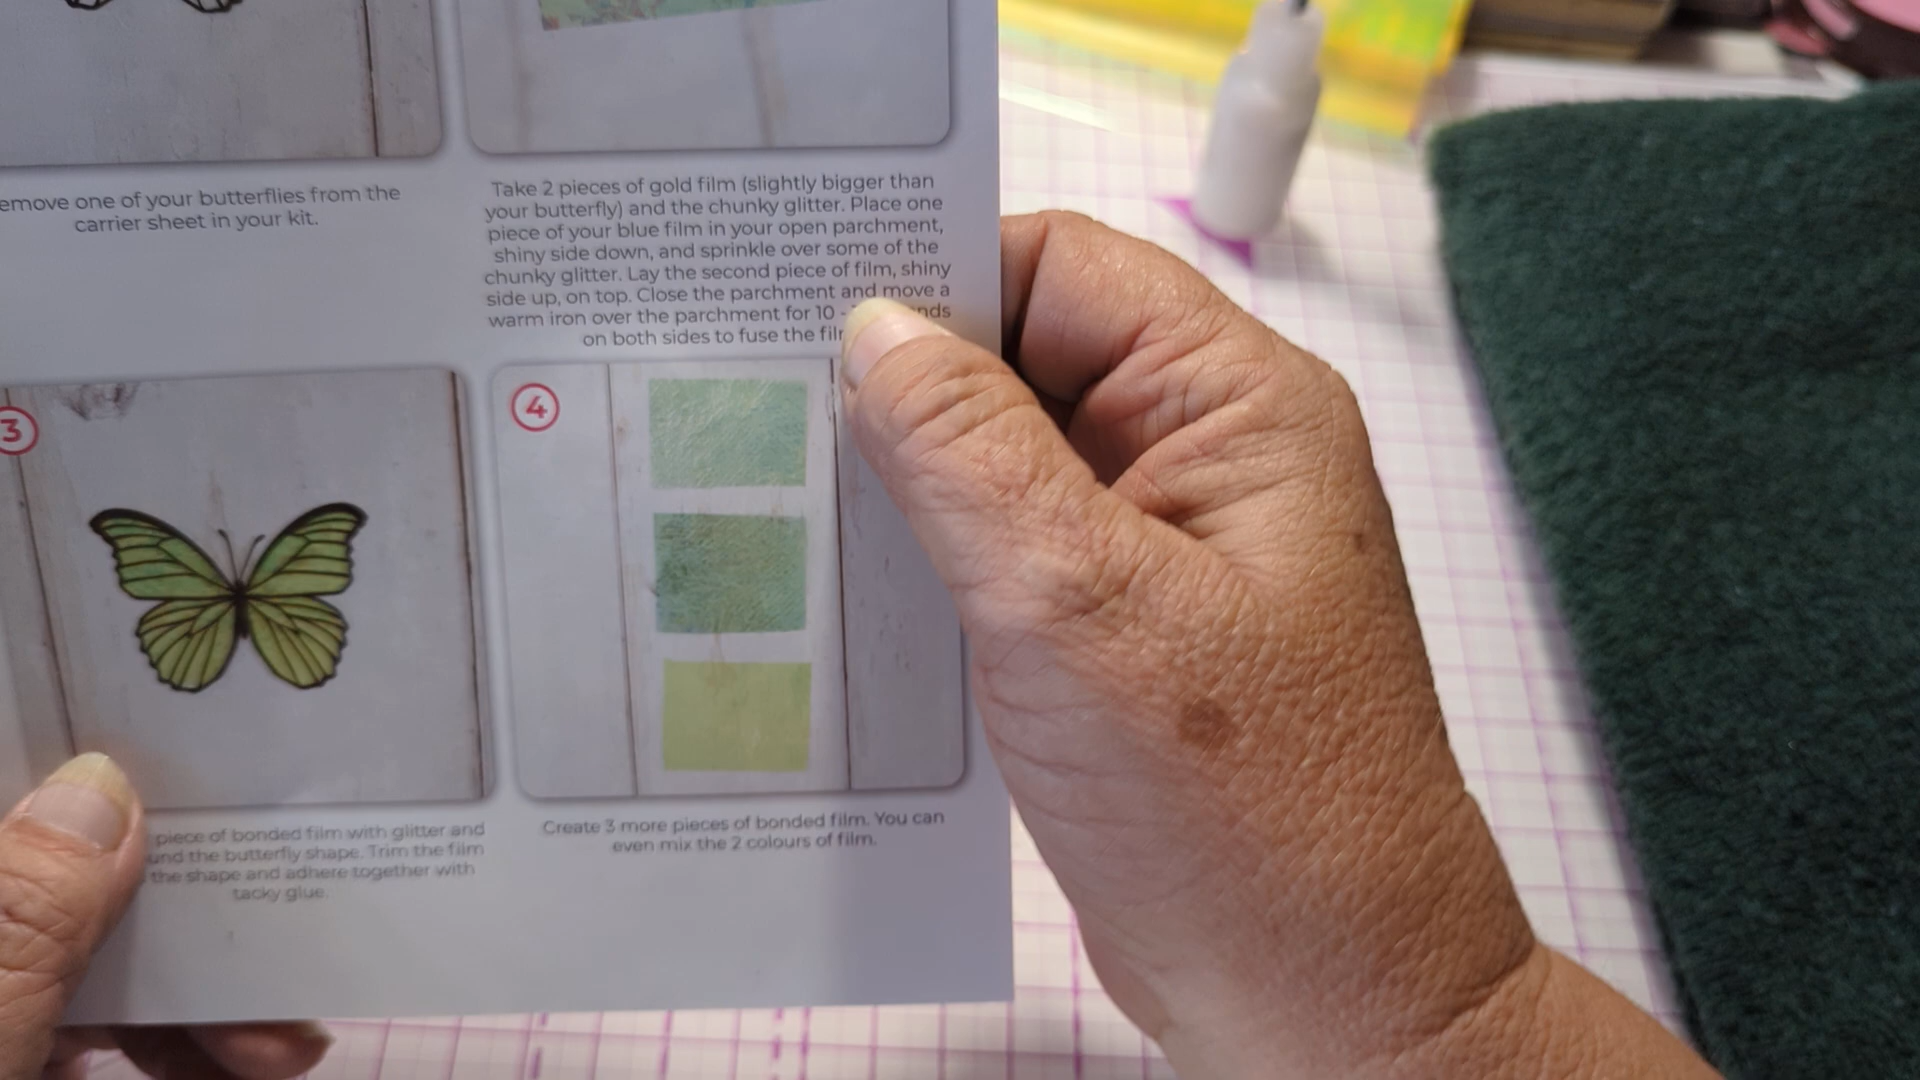 emove one of your butterflies from the
carrier sheet in your kit.
Take 2 pieces of gold film (slightly bigger than
your butterfly) and the chunky glitter. Place one
piece of your blue film in your open parchment,
shiny side down, and sprinkle over some of the
chunky glitter. Lay the second piece of film, shiny
side up, on top. Close the parchment and move a
warm iron over the parchment for 10 - nds
on both sides to fuse the
3
piece of bonded film with glitter and
und the butterfly shape. Trim the film
the shape and adhere together with
tacky glue.
4
Create 3 more pieces of bonded film. You can
even mix the 2 colours of film.